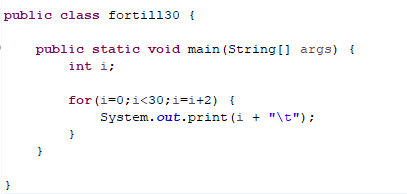 public class fortill30 {
public static void main(String[] args) {
int i;
for(i=0;i<30;i=i+2) {
System.out.print(i + "\t");
}
}
}